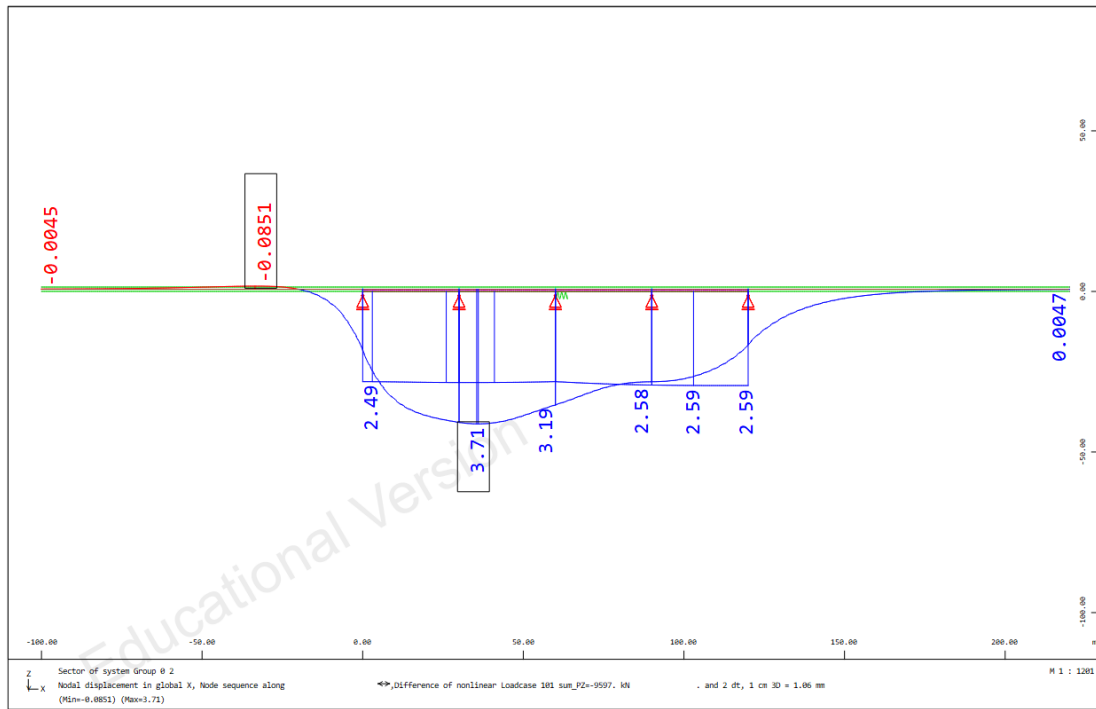 50.00
-0.0045
-0.0851
0.00
0.0047
2.49
3.71
3.19
2.58
2.59
2.59
-50.00
Educational Version
-100.00
-100.00 -50.00 0.00 50.00 100.00 150.00 200.00 m
Z
X
Sector of system Group 0 2
M 1 : 1201
Nodal displacement in global X, Node sequence along , Difference of nonlinear Loadcase 101 sum_PZ=-9597. kN . and 2 dt, 1 cm 3D = 1.06 mm
(Min=-0.0851) (Max=3.71)